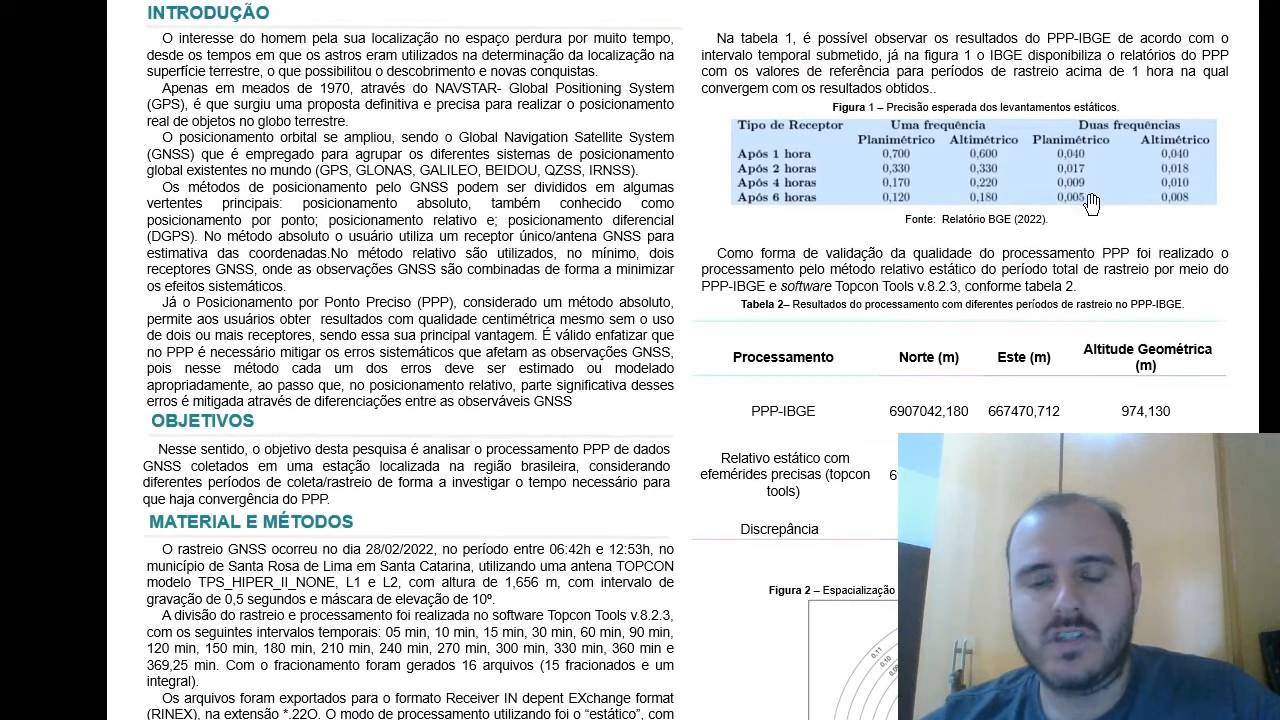 INTRODUÇÃO
O interesse do homem pela sua localização no espaço perdura por muito tempo,
desde os tempos em que os astros eram utilizados na determinação da localização na
superfície terrestre, o que possibilitou o descobrimento e novas conquistas.
Apenas em meados de 1970, através do NAVSTAR- Global Positioning System
(GPS), é que surgiu uma proposta definitiva e precisa para realizar o posicionamento
real de objetos no globo terrestre.
O posicionamento orbital se ampliou, sendo o Global Navigation Satellite System
(GNSS) que é empregado para agrupar os diferentes sistemas de posicionamento
global existentes no mundo (GPS, GLONAS, GALILEO, BEIDOU, QZSS, IRNSS).
Os métodos de posicionamento pelo GNSS podem ser divididos em algumas
vertentes principais: posicionamento absoluto, também conhecido como
posicionamento por ponto; posicionamento relativo e; posicionamento diferencial
(DGPS). No método absoluto o usuário utiliza um receptor único/antena GNSS para
estimativa das coordenadas.No método relativo são utilizados, no mínimo, dois
receptores GNSS, onde as observações GNSS são combinadas de forma a minimizar
os efeitos sistemáticos.
Já o Posicionamento por Ponto Preciso (PPP), considerado um método absoluto,
permite aos usuários obter resultados com qualidade centimétrica mesmo sem o uso
de dois ou mais receptores, sendo essa sua principal vantagem. É válido enfatizar que
no PPP é necessário mitigar os erros sistemáticos que afetam as observações GNSS,
pois nesse método cada um dos erros deve ser estimado ou modelado
apropriadamente, ao passo que, no posicionamento relativo, parte significativa desses
erros é mitigada através de diferenciações entre as observáveis GNSS
OBJETIVOS
Nesse sentido, o objetivo desta pesquisa é analisar o processamento PPP de dados
GNSS coletados em uma estação localizada na região brasileira, considerando
diferentes períodos de coleta/rastreio de forma a investigar o tempo necessário para
que haja convergência do PPP.
MATERIAL E MÉTODOS
O rastreio GNSS ocorreu no dia 28/02/2022, no período entre 06:42h e 12:53h, no
município de Santa Rosa de Lima em Santa Catarina, utilizando uma antena TOPCON
modelo TPS_HIPER_II_NONE, L1 e L2, com altura de 1,656 m, com intervalo de
gravação de 0,5 segundos e máscara de elevação de 10º.
A divisão do rastreio e processamento foi realizada no software Topcon Tools v.8.2.3,
com os seguintes intervalos temporais: 05 min, 10 min, 15 min, 30 min, 60 min, 90 min,
120 min, 150 min, 180 min, 210 min, 240 min, 270 min, 300 min, 330 min, 360 min e
369,25 min. Com o fracionamento foram gerados 16 arquivos (15 fracionados e um
integral).
Os arquivos foram exportados para o formato Receiver IN depent EXchange format
(RINEX), na extensão *.22O. O modo de processamento utilizando foi o “estático”, com
Na tabela 1, é possível observar os resultados do PPP-IBGE de acordo com o
intervalo temporal submetido, já na figura 1 o IBGE disponibiliza o relatórios do PPP
com os valores de referência para períodos de rastreio acima de 1 hora na qual
convergem com os resultados obtidos..
Figura 1 – Precisão esperada dos levantamentos estáticos.
Tipo de Receptor Uma frequência Duas frequências
Planimétrico Altimétrico Planimétrico Altimétrico
Após 1 hora 0,700 0,600 0,040 0,040
Após 2 horas 0,330 0,330 0,017 0,018
Após 4 horas 0,170 0,220 0,009 0,010
Após 6 horas 0,120 0,180 0,005 0,008
Fonte: Relatório BGE (2022).
Como forma de validação da qualidade do processamento PPP foi realizado o
processamento pelo método relativo estático do período total de rastreio por meio do
PPP-IBGE e software Topcon Tools v.8.2.3, conforme tabela 2.
Tabela 2– Resultados do processamento com diferentes períodos de rastreio no PPP-IBGE.
Processamento Norte (m) Este (m) Altitude Geométrica
(m)
PPP-IBGE 6907042,180 667470,712 974,130
Relativo estático com
efemérides precisas (topcon
tools)
Discrepância
Figura 2 – Espacialização
0,11
0,10